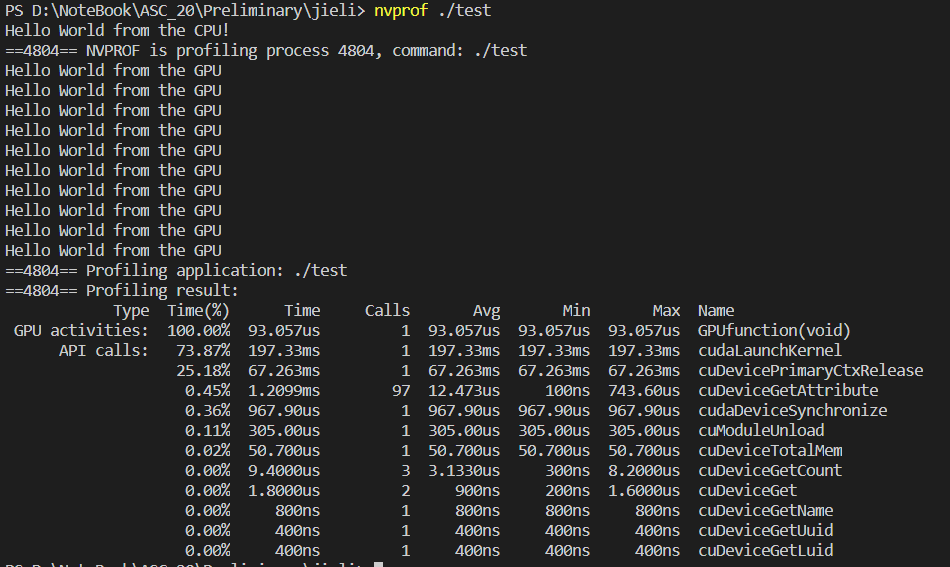 PS D:\NoteBook\ASC_20\Preliminary\jieli> nvprof ./test
Hello World from the CPU!
==4804== NVPROF is profiling process 4804, command: ./test
Hello World from the GPU
Hello World from the GPU
Hello World from the GPU
Hello World from the GPU
Hello World from the GPU
Hello World from the GPU
Hello World from the GPU
Hello World from the GPU
Hello World from the GPU
Hello World from the GPU
==4804== Profiling application: ./test
==4804== Profiling result:
            Type  Time(%)      Time     Calls       Avg       Min       Max  Name
 GPU activities:  100.00%  93.057us         1  93.057us  93.057us  93.057us  GPUfunction(void)
      API calls:   73.87%  197.33ms         1  197.33ms  197.33ms  197.33ms  cudaLaunchKernel
                   25.18%  67.263ms         1  67.263ms  67.263ms  67.263ms  cuDevicePrimaryCtxRelease
                    0.45%  1.2099ms        97  12.473us     100ns  743.60us  cuDeviceGetAttribute
                    0.36%  967.90us         1  967.90us  967.90us  967.90us  cudaDeviceSynchronize
                    0.11%  305.00us         1  305.00us  305.00us  305.00us  cuModuleUnload
                    0.02%  50.700us         1  50.700us  50.700us  50.700us  cuDeviceTotalMem
                    0.00%  9.4000us         3  3.1330us     300ns  8.2000us  cuDeviceGetCount
                    0.00%  1.8000us         2     900ns     200ns  1.6000us  cuDeviceGet
                    0.00%     800ns         1     800ns     800ns     800ns  cuDeviceGetName
                    0.00%     400ns         1     400ns     400ns     400ns  cuDeviceGetUuid
                    0.00%     400ns         1     400ns     400ns     400ns  cuDeviceGetLuid
PS D:\NoteBook\ASC_20\Preliminary\jieli>